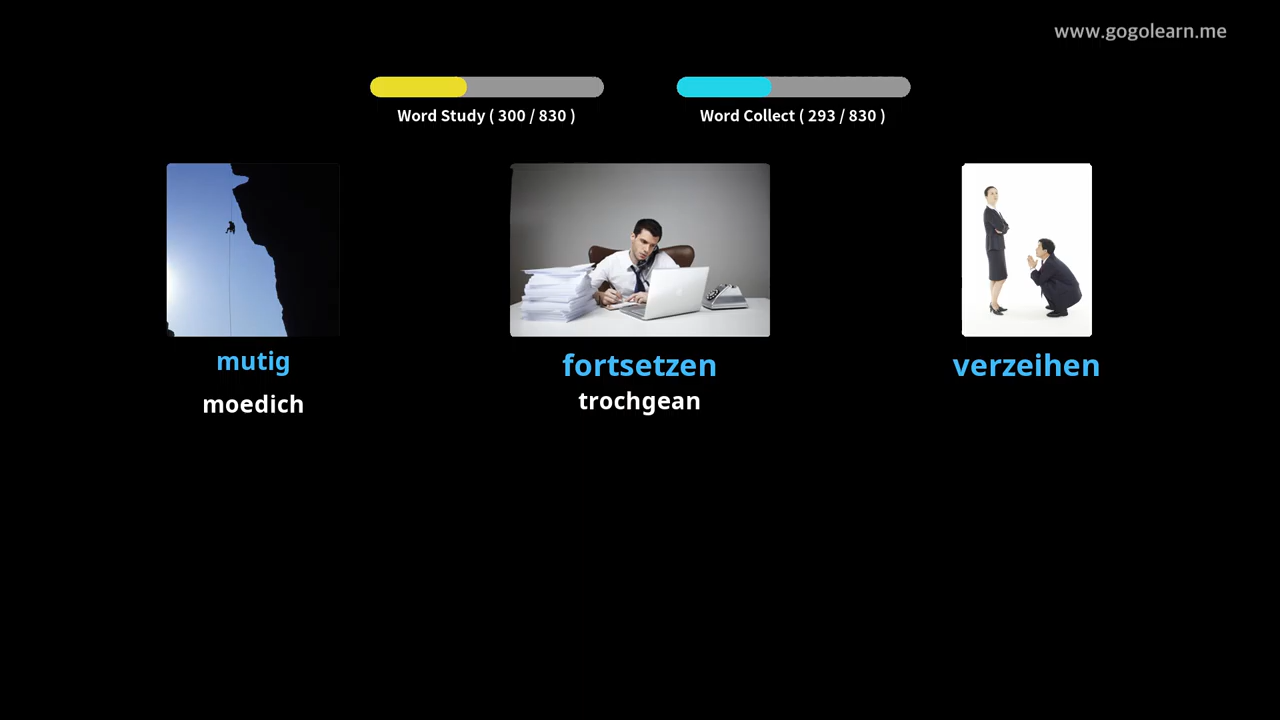 www.gogolearn.me
Word Study ( 300 / 830 )
Word Collect ( 293 / 830 )
mutig
fortsetzen
verzeihen
moedich
trochgean